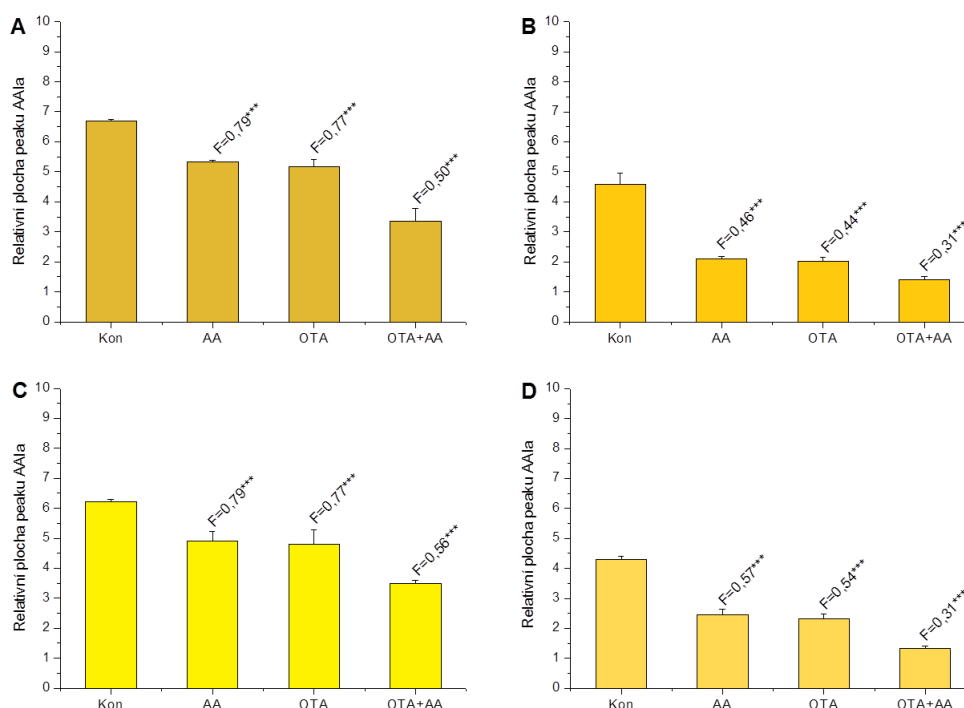 A
Relativní plocha peaku AAIa
10
9
8
7
6
5
4
3
2
1
0
F=0,79***
F=0,77***
F=0,50***
Kon
AA
OTA
OTA+AA
B
Relativní plocha peaku AAIa
10
9
8
7
6
5
4
3
2
1
0
F=0,46***
F=0,44***
F=0,31***
Kon
AA
OTA
OTA+AA
C
Relativní plocha peaku AAIa
10
9
8
7
6
5
4
3
2
1
0
F=0,79***
F=0,77***
F=0,56***
Kon
AA
OTA
OTA+AA
D
Relativní plocha peaku AAIa
10
9
8
7
6
5
4
3
2
1
0
F=0,57***
F=0,54***
F=0,31***
Kon
AA
OTA
OTA+AA